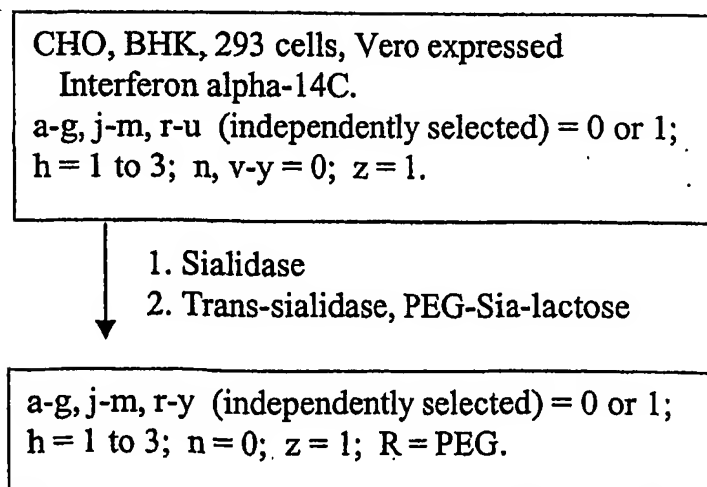 CHO, BHK, 293 cells, Vero expressed
Interferon alpha-14C.
a-g, j-m, r-u (independently selected) = 0 or 1;
h = 1 to 3; n, v-y = 0; z = 1.
1. Sialidase
2. Trans-sialidase, PEG-Sia-lactose
a-g, j-m, r-y (independently selected) = 0 or 1;
h = 1 to 3; n = 0; z = 1; R = PEG.